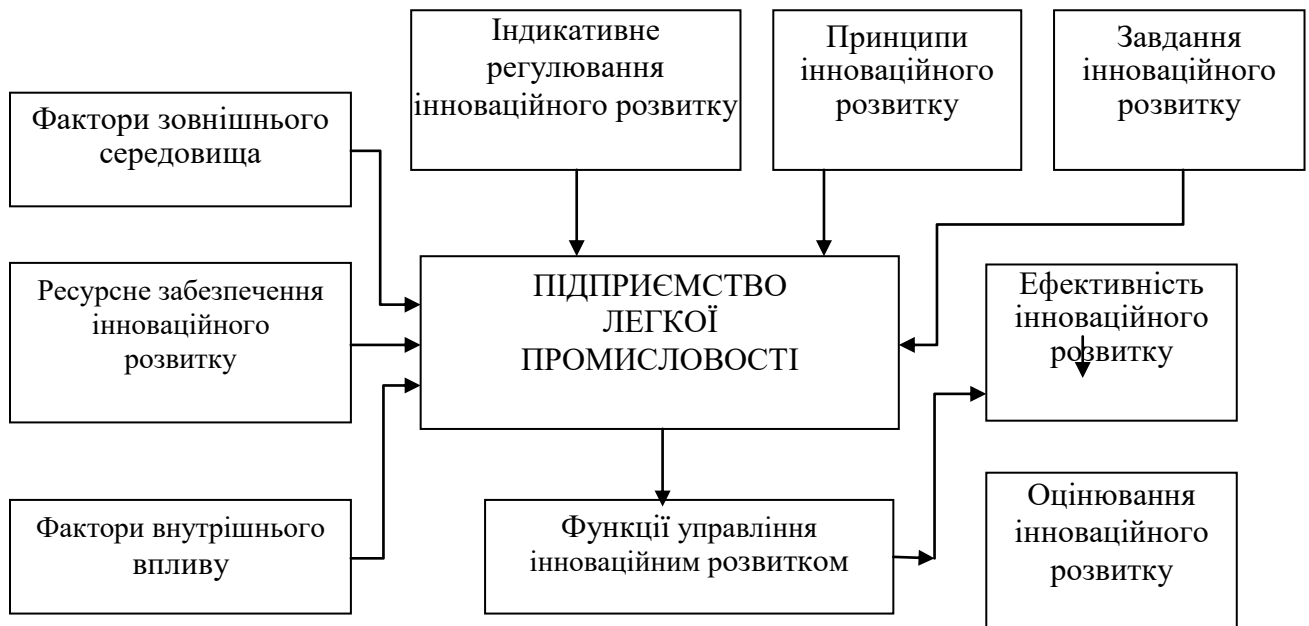 Індикативне
регулювання
інноваційного розвитку
Принципи
інноваційного
розвитку
Завдання
інноваційного
розвитку
Фактори зовнішнього
середовища
Ресурсне забезпечення
інноваційного
розвитку
Фактори внутрішнього
впливу
ПІДПРИЄМСТВО
ЛЕГКОЇ
ПРОМИСЛОВОСТІ
Функції управління
інноваційним розвитком
Ефективність
інноваційного
розвитку
Оцінювання
інноваційного
розвитку